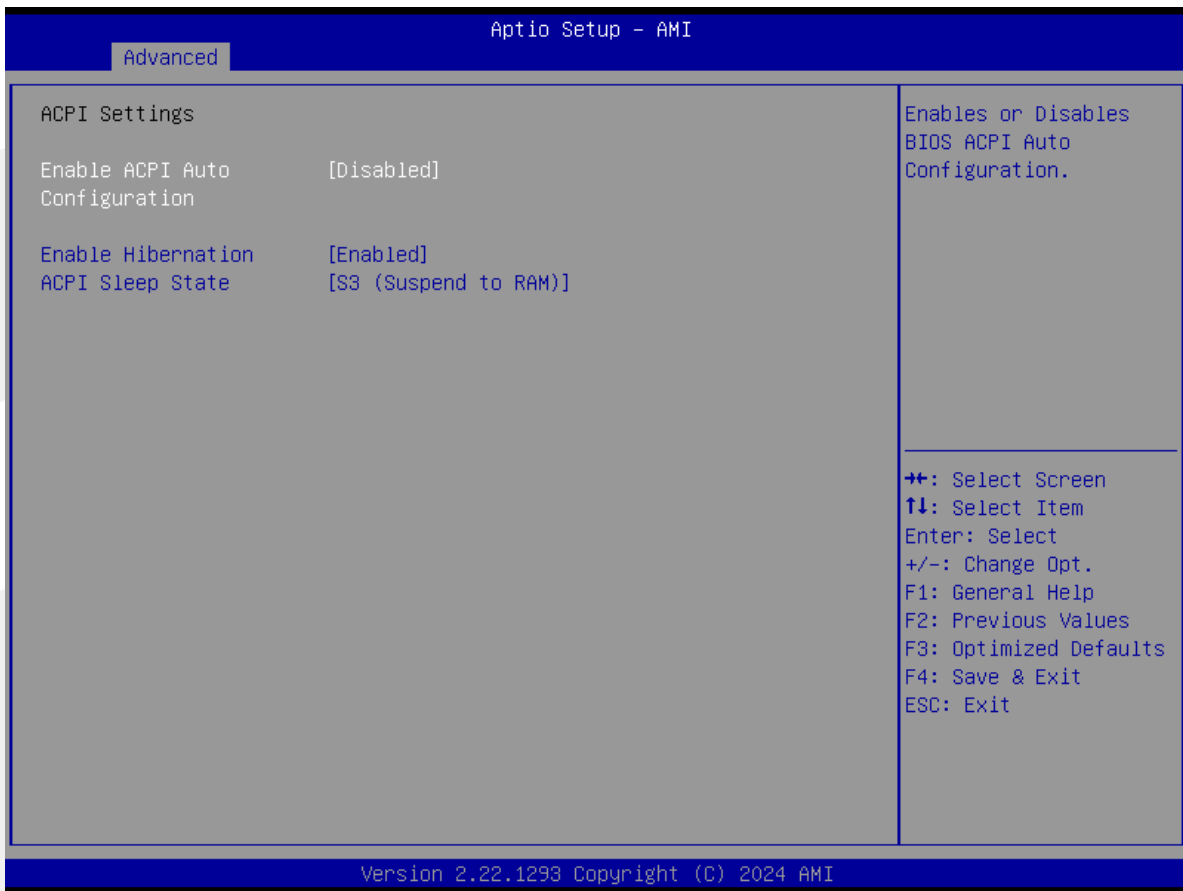 Aptio Setup – AMI
Advanced
ACPI Settings
Enable ACPI Auto Configuration [Disabled]
Enable Hibernation [Enabled]
ACPI Sleep State [S3 (Suspend to RAM)]
Enables or Disables
BIOS ACPI Auto
Configuration.
→←: Select Screen
↑↓: Select Item
Enter: Select
+/-: Change Opt.
F1: General Help
F2: Previous Values
F3: Optimized Defaults
F4: Save & Exit
ESC: Exit
Version 2.22.1293 Copyright (C) 2024 AMI